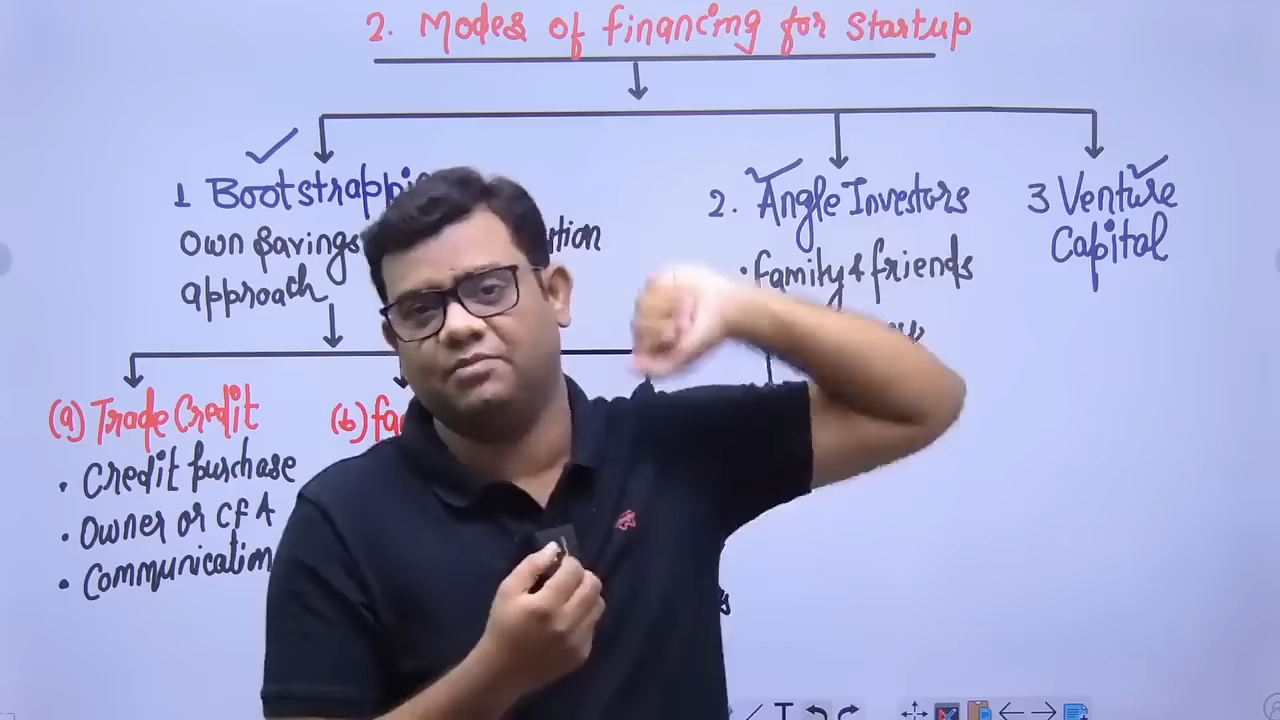 2. Modes of financing for startup
1 Bootstrappi
Own Savings
approach
2. Angle Investors
• family & friends
3 Venture
Capital
(a) Trade Credit
• Credit purchase
• Owner or CFA
• Communication
(b) fa